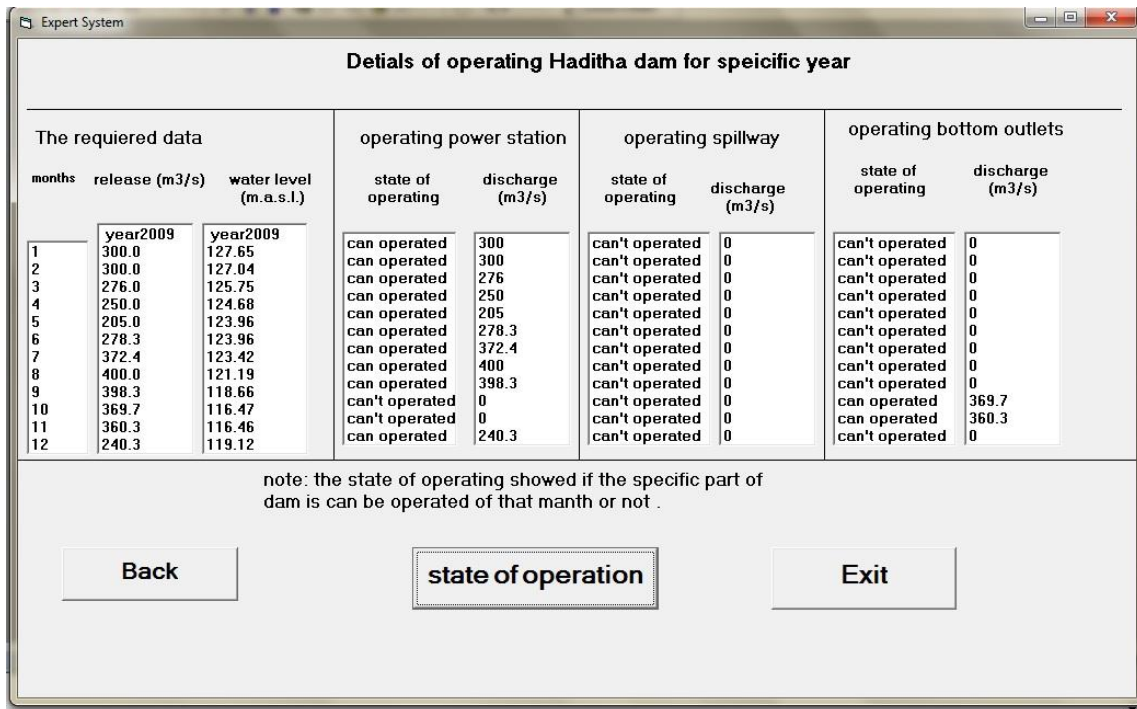 Expert System
Detials of operating Haditha dam for speicific year
The requiered data
months
release (m3/s)
water level
(m.a.s.l.)
1
2
3
4
5
6
7
8
9
10
11
12
year2009
300.0
300.0
276.0
250.0
205.0
278.3
372.4
400.0
398.3
369.7
360.3
240.3
year2009
127.65
127.04
125.75
124.68
123.96
123.96
123.42
121.19
118.66
116.47
116.46
119.12
operating power station
state of
operating
discharge
(m3/s)
can operated
can operated
can operated
can operated
can operated
can operated
can operated
can operated
can operated
can't operated
can't operated
can operated
300
300
276
250
205
278.3
372.4
400
398.3
0
0
240.3
operating spillway
state of
operating
discharge
(m3/s)
can't operated
can't operated
can't operated
can't operated
can't operated
can't operated
can't operated
can't operated
can't operated
can't operated
can't operated
can't operated
0
0
0
0
0
0
0
0
0
0
0
0
operating bottom outlets
state of
operating
discharge
(m3/s)
can't operated
can't operated
can't operated
can't operated
can't operated
can't operated
can't operated
can't operated
can't operated
can operated
can operated
can't operated
0
0
0
0
0
0
0
0
0
369.7
360.3
0
note: the state of operating showed if the specific part of
dam is can be operated of that manth or not .
Back
state of operation
Exit